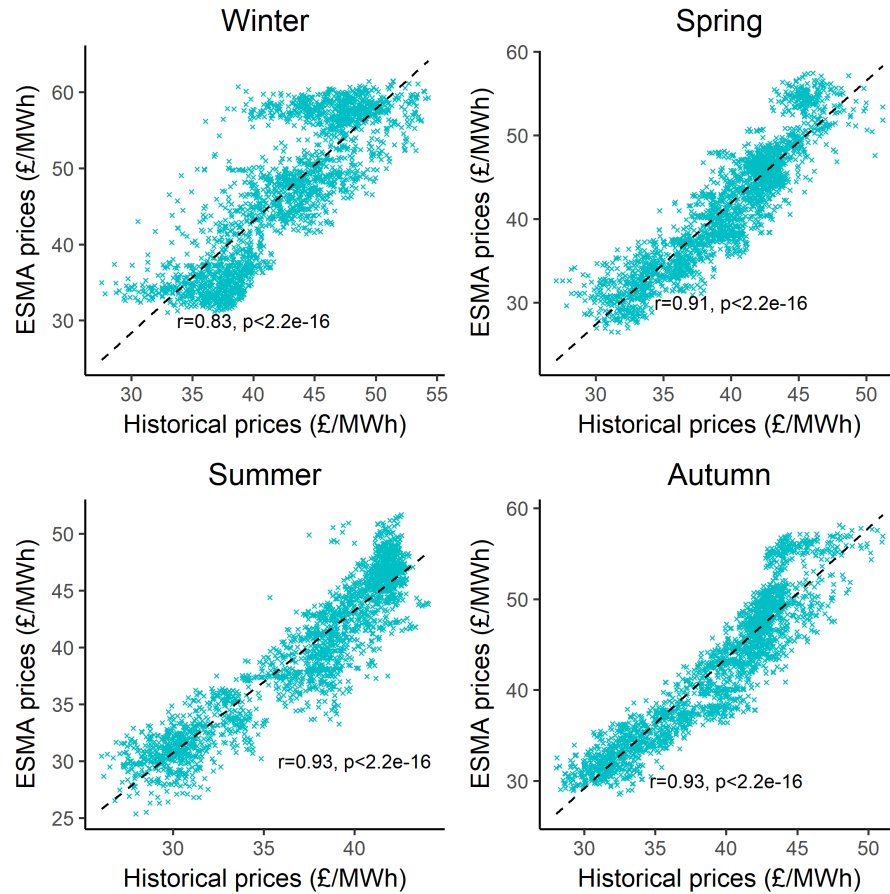 Winter
ESMA prices (£/MWh)
60
50
40
30
r=0.83, p<2.2e-16
30 35 40 45 50 55
Historical prices (£/MWh)
Spring
ESMA prices (£/MWh)
60
50
40
30
r=0.91, p<2.2e-16
30 35 40 45 50
Historical prices (£/MWh)
Summer
ESMA prices (£/MWh)
50
45
40
35
30
25
r=0.93, p<2.2e-16
30 35 40
Historical prices (£/MWh)
Autumn
ESMA prices (£/MWh)
60
50
40
30
r=0.93, p<2.2e-16
30 35 40 45 50
Historical prices (£/MWh)